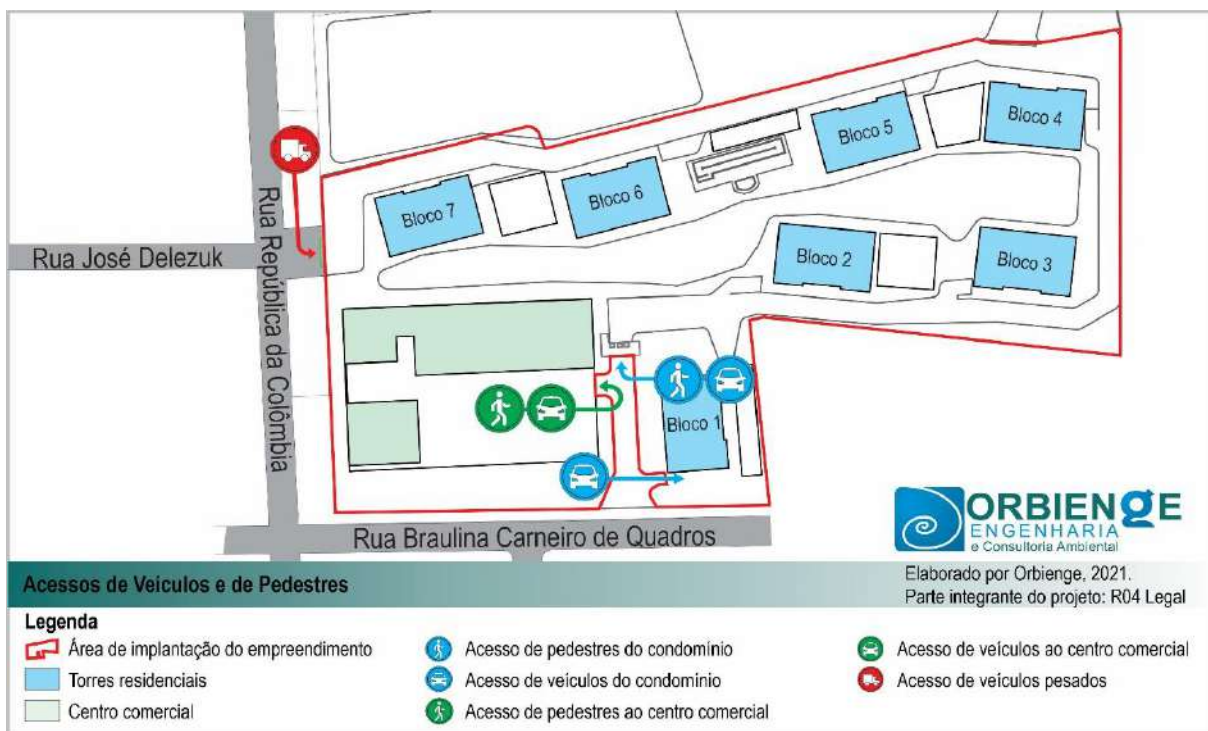 Bloco 4
Bloco 5
Bloco 6
Bloco 7
Rua José Delezuk
Rua República da Colômbia
Bloco 2
Bloco 3
Bloco 1
Rua Braulina Carneiro de Quadros
ORBIENGE
ENGENHARIA
e Consultoria Ambiental
Acessos de Veículos e de Pedestres
Elaborado por Orbienge, 2021.
Parte integrante do projeto: R04 Legal
Legenda
Área de implantação do empreendimento
Torres residenciais
Centro comercial
Acesso de pedestres do condomínio
Acesso de veículos do condomínio
Acesso de pedestres ao centro comercial
Acesso de veículos ao centro comercial
Acesso de veículos pesados